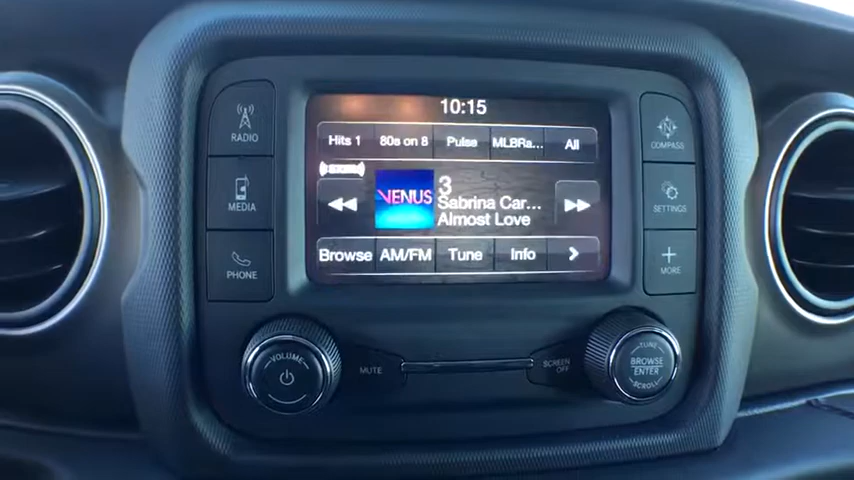 10:15
RADIO
COMPASS
N
Hits 1 80s on 8 Pulse MLBRa... All
MEDIA
VENUS
3
Sabrina Car...
Almost Love
SETTINGS
PHONE
Browse AM/FM Tune Info
MORE
VOLUME
MUTE
SCREEN
OFF
TUNE
BROWSE
ENTER
SCROLL